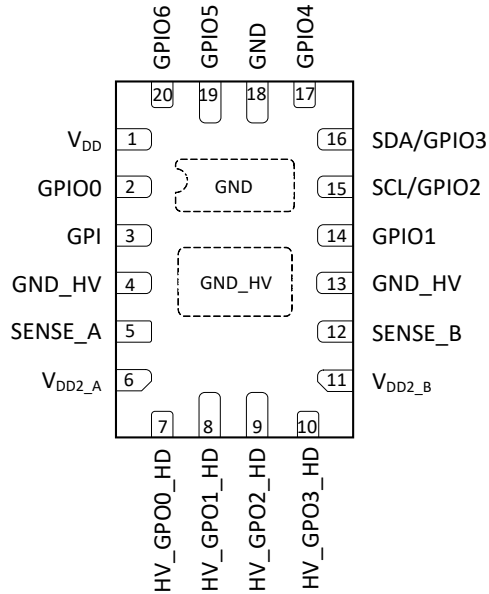 GPIO6
GPIO5
GND
GPIO4
20
19
18
17
VDD
1
16
SDA/GPIO3
GPIO0
2
GND
15
SCL/GPIO2
GPI
3
14
GPIO1
GND_HV
4
GND_HV
13
GND_HV
SENSE_A
5
12
SENSE_B
VDD2_A
6
11
VDD2_B
7
8
9
10
HV_GPO0_HD
HV_GPO1_HD
HV_GPO2_HD
HV_GPO3_HD